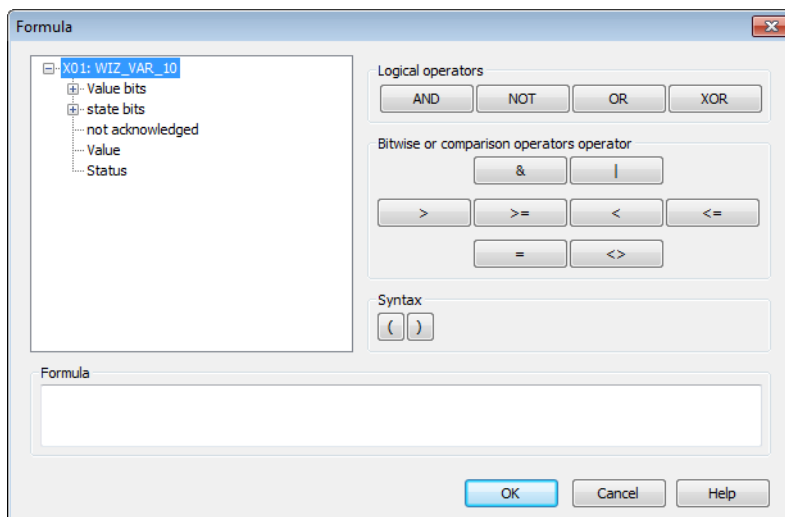 Formula
X01: WIZ_VAR_10
Value bits
state bits
not acknowledged
Value
Status
Logical operators
AND NOT OR XOR
Bitwise or comparison operators operator
& |
> >= < <=
= <>
Syntax
( )
Formula
OK Cancel Help